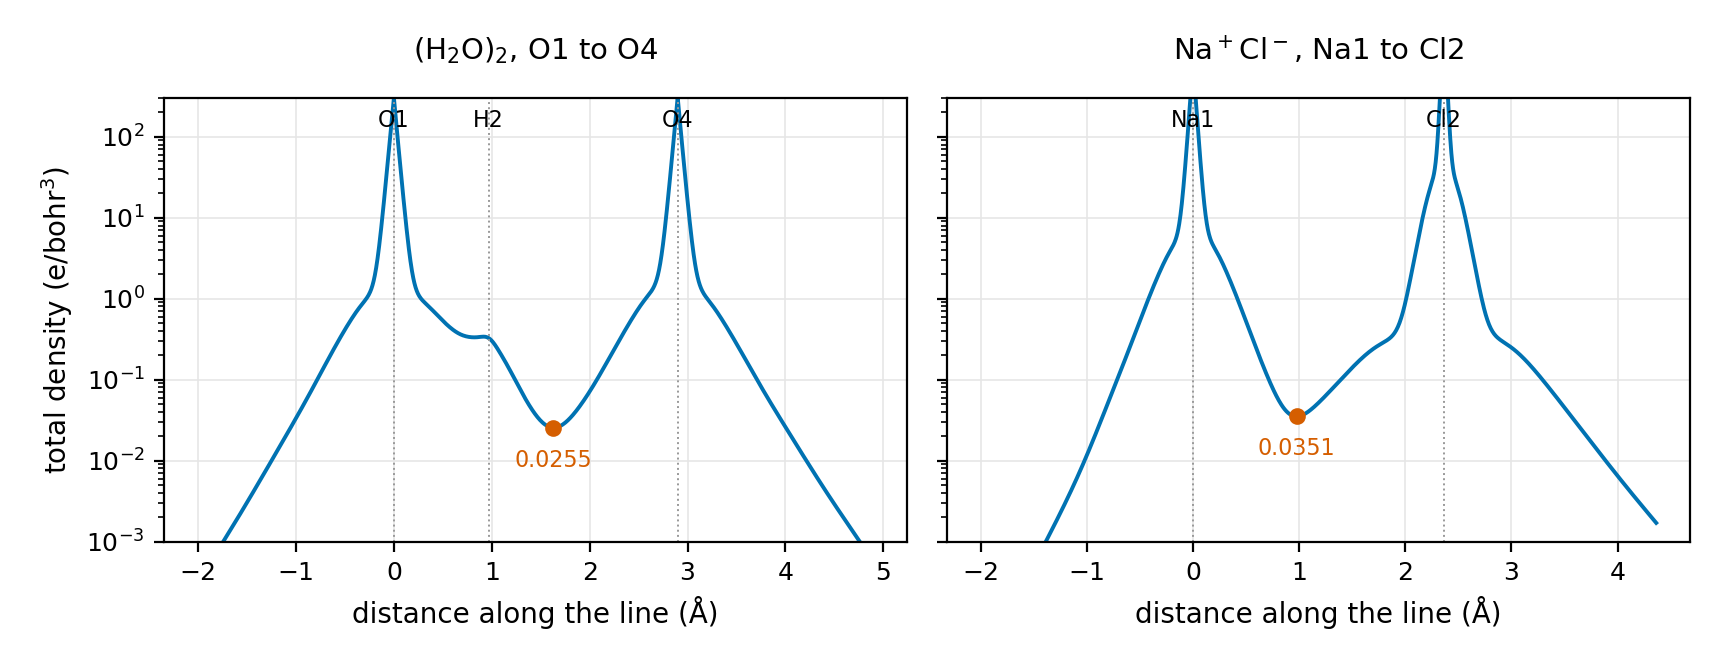 (H₂O)₂, O1 to O4
Na⁺Cl⁻, Na1 to Cl2
total density (e/bohr³)
10²
10¹
10⁰
10⁻¹
10⁻²
10⁻³
O1 H2 O4
0.0255
Na1 Cl2
0.0351
−2 −1 0 1 2 3 4 5
−2 −1 0 1 2 3 4
distance along the line (Å)
distance along the line (Å)